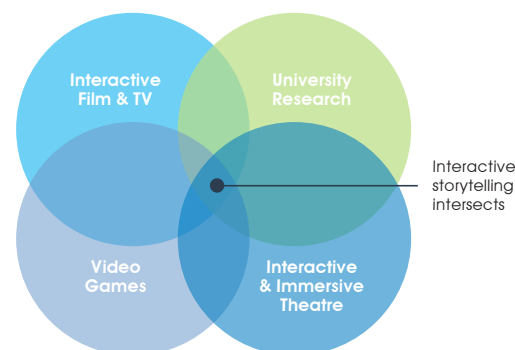 Interactive
Film & TV
University
Research
Interactive
storytelling
intersects
Video
Games
Interactive
& Immersive
Theatre